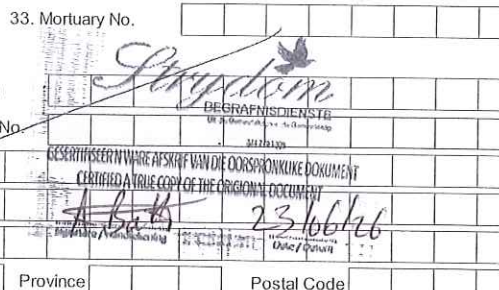 33. Mortuary No.
Strydom
BEGRAFNISDIENSTE
No.
GESERTIFISEER N WARE AFSKRIF VAN DIE OORSPRONKLIKE DOKUMENT
CERTIFIED A TRUE COPY OF THE ORIGIONAL DOCUMENT
23/06/26
Date / Datum
Province
Postal Code